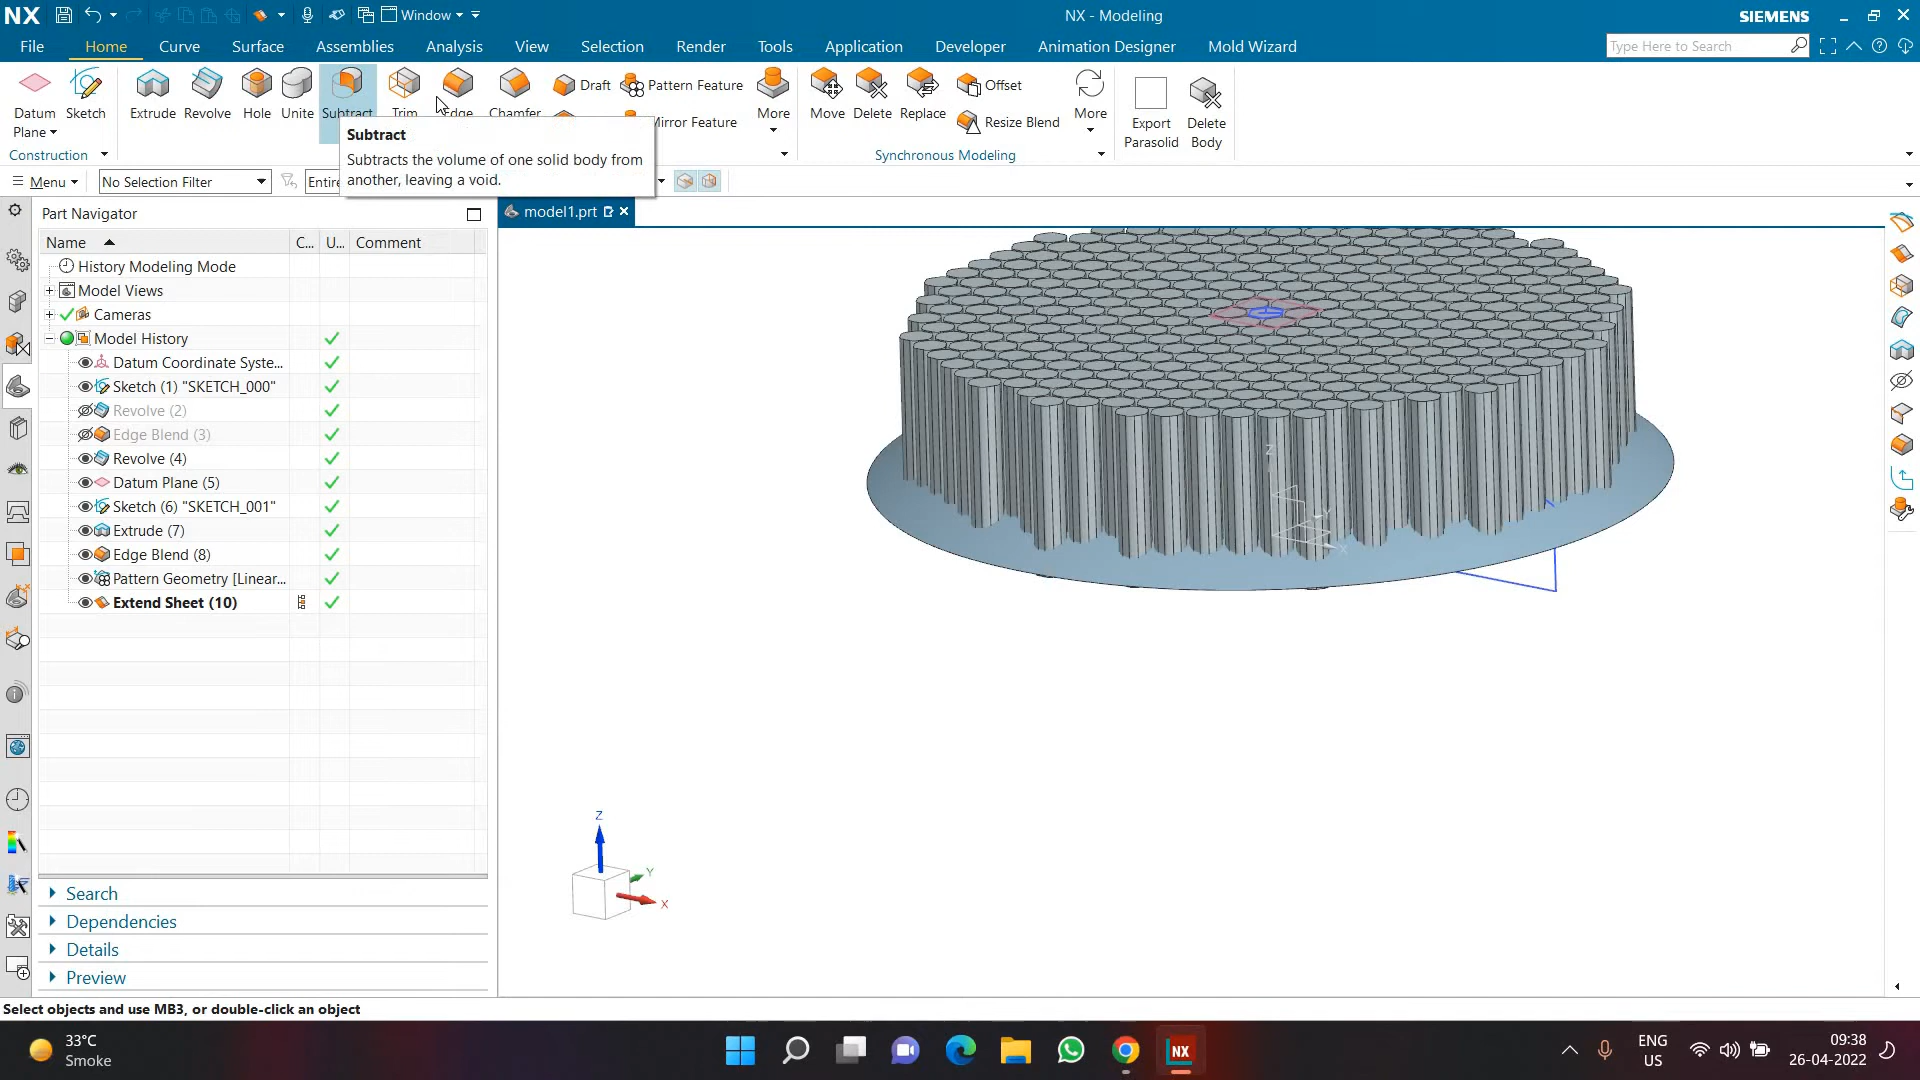 NX
Window
NX - Modeling
SIEMENS
File Home Curve Surface Assemblies Analysis View Selection Render Tools Application Developer Animation Designer Mold Wizard
Type Here to Search
Datum Plane
Sketch
Extrude
Revolve
Hole
Unite
Subtract
Trim
Edge
Chamfer
Draft
Pattern Feature
Mirror Feature
More
Move
Delete
Replace
Offset
Resize Blend
More
Export Parasolid
Delete Body
Construction
Synchronous Modeling
Subtract
Subtracts the volume of one solid body from
another, leaving a void.
Menu
No Selection Filter
Part Navigator
model1.prt
Name C... U... Comment
History Modeling Mode
Model Views
Cameras
Model History
Datum Coordinate Syste...
Sketch (1) "SKETCH_000"
Revolve (2)
Edge Blend (3)
Revolve (4)
Datum Plane (5)
Sketch (6) "SKETCH_001"
Extrude (7)
Edge Blend (8)
Pattern Geometry [Linear...
Extend Sheet (10)
Z
Y
X
Z
Y
X
Search
Dependencies
Details
Preview
Select objects and use MB3, or double-click an object
33°C
Smoke
NX
ENG
US
09:38
26-04-2022